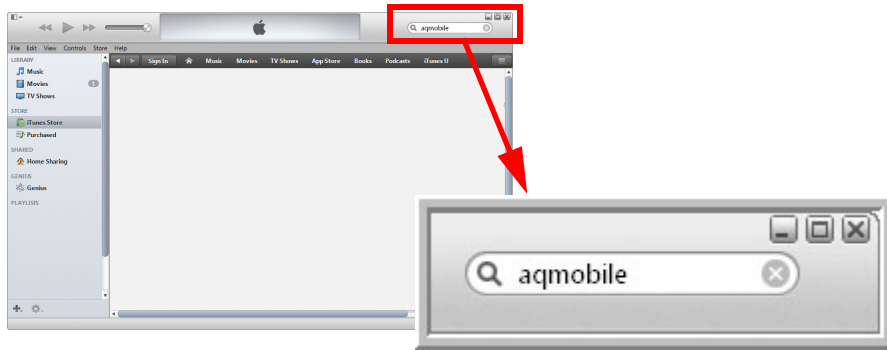 aqmobile
File Edit View Controls Store Help
LIBRARY
Music
Movies 1
TV Shows
STORE
iTunes Store
Purchased
SHARED
Home Sharing
GENIUS
Genius
PLAYLISTS
Sign In Music Movies TV Shows App Store Books Podcasts iTunes U
aqmobile